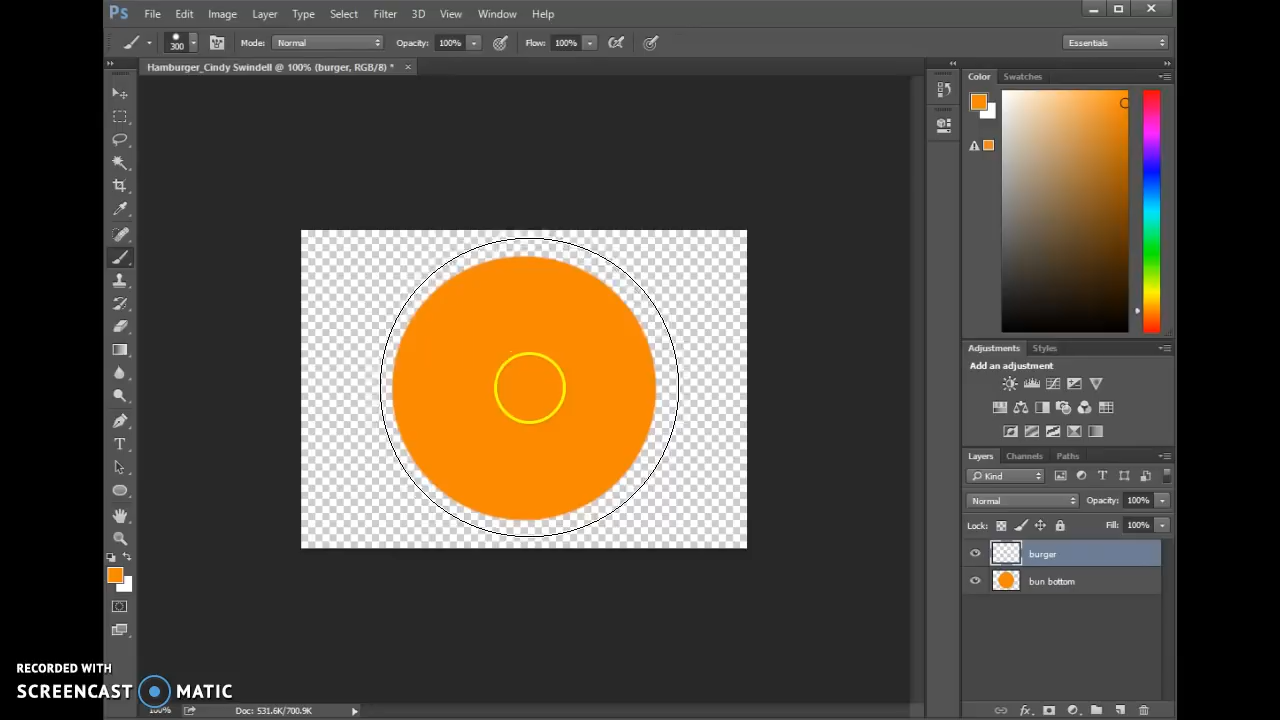 Ps File Edit Image Layer Type Select Filter 3D View Window Help
300 Mode: Normal Opacity: 100% Flow: 100% Essentials
Hamburger_Cindy Swindell @ 100% (burger, RGB/8) * ×
Color Swatches
Adjustments Styles
Add an adjustment
Layers Channels Paths
Kind
Normal Opacity: 100%
Lock: Fill: 100%
burger
bun bottom
RECORDED WITH
SCREENCAST MATIC
100% Doc: 531.6K/700.9K